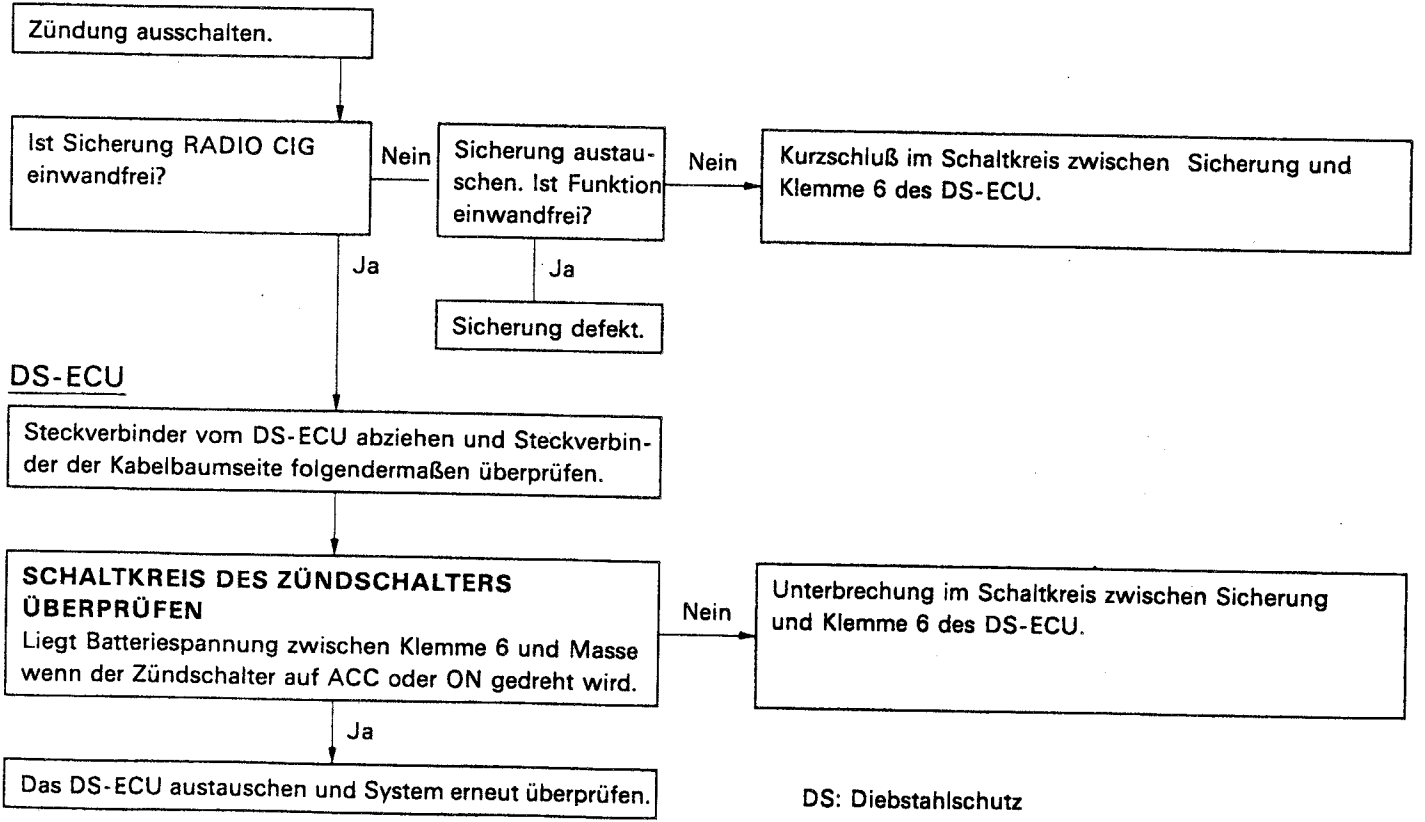 Zündung ausschalten.
Ist Sicherung RADIO CIG
einwandfrei?
Nein
Sicherung austau-
schen. Ist Funktion
einwandfrei?
Nein
Kurzschluß im Schaltkreis zwischen Sicherung und
Klemme 6 des DS-ECU.
Ja
Ja
Sicherung defekt.
DS-ECU
Steckverbinder vom DS-ECU abziehen und Steckverbin-
der der Kabelbaumseite folgendermaßen überprüfen.
SCHALTKREIS DES ZÜNDSCHALTERS
ÜBERPRÜFEN
Liegt Batteriespannung zwischen Klemme 6 und Masse
wenn der Zündschalter auf ACC oder ON gedreht wird.
Nein
Unterbrechung im Schaltkreis zwischen Sicherung
und Klemme 6 des DS-ECU.
Ja
Das DS-ECU austauschen und System erneut überprüfen.
DS: Diebstahlschutz